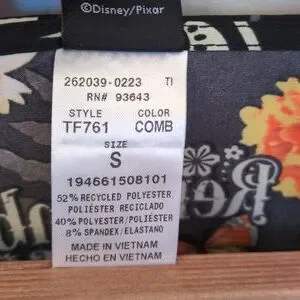 ©Disney/Pixar
262039-0223 TI
RN# 93643
STYLE COLOR
TF761 COMB
SIZE
S
194661508101
52% RECYCLED POLYESTER
POLIÉSTER RECICLADO
40% POLYESTER/POLIÉSTER
8% SPANDEX/ELASTANO
MADE IN VIETNAM
HECHO EN VIETNAM